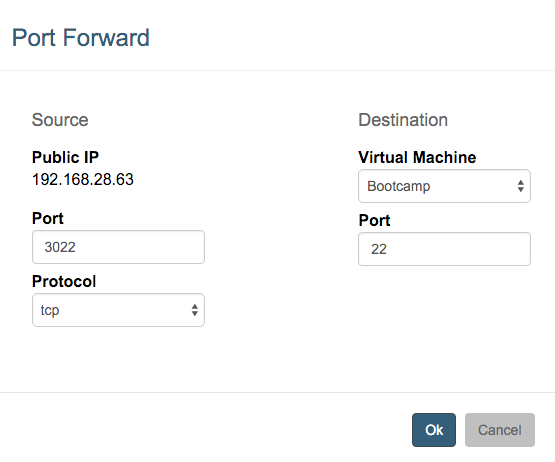 Port Forward
Source
Public IP
192.168.28.63
Port
3022
Protocol
tcp
Destination
Virtual Machine
Bootcamp
Port
22
Ok
Cancel